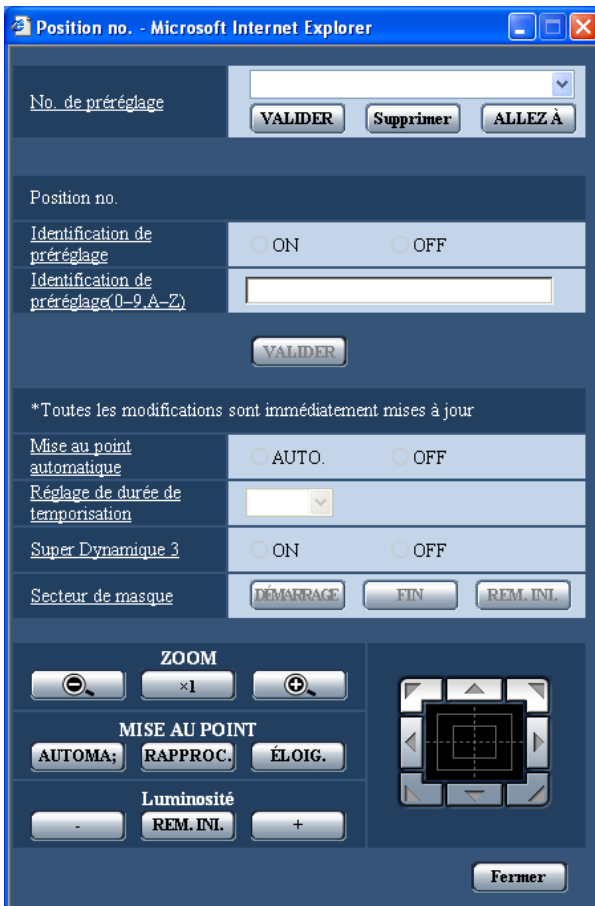 Position no. - Microsoft Internet Explorer
No. de préréglage
VALIDER Supprimer ALLEZ À
Position no.
Identification de
préréglage
ON OFF
Identification de
préréglage(0–9,A–Z)
VALIDER
*Toutes les modifications sont immédiatement mises à jour
Mise au point
automatique
AUTO. OFF
Réglage de durée de
temporisation
Super Dynamique 3
ON OFF
Secteur de masque
DÉMARRAGE FIN REM. INI.
ZOOM
×1
MISE AU POINT
AUTOMA; RAPPROC. ÉLOIG.
Luminosité
- REM. INI. +
Fermer